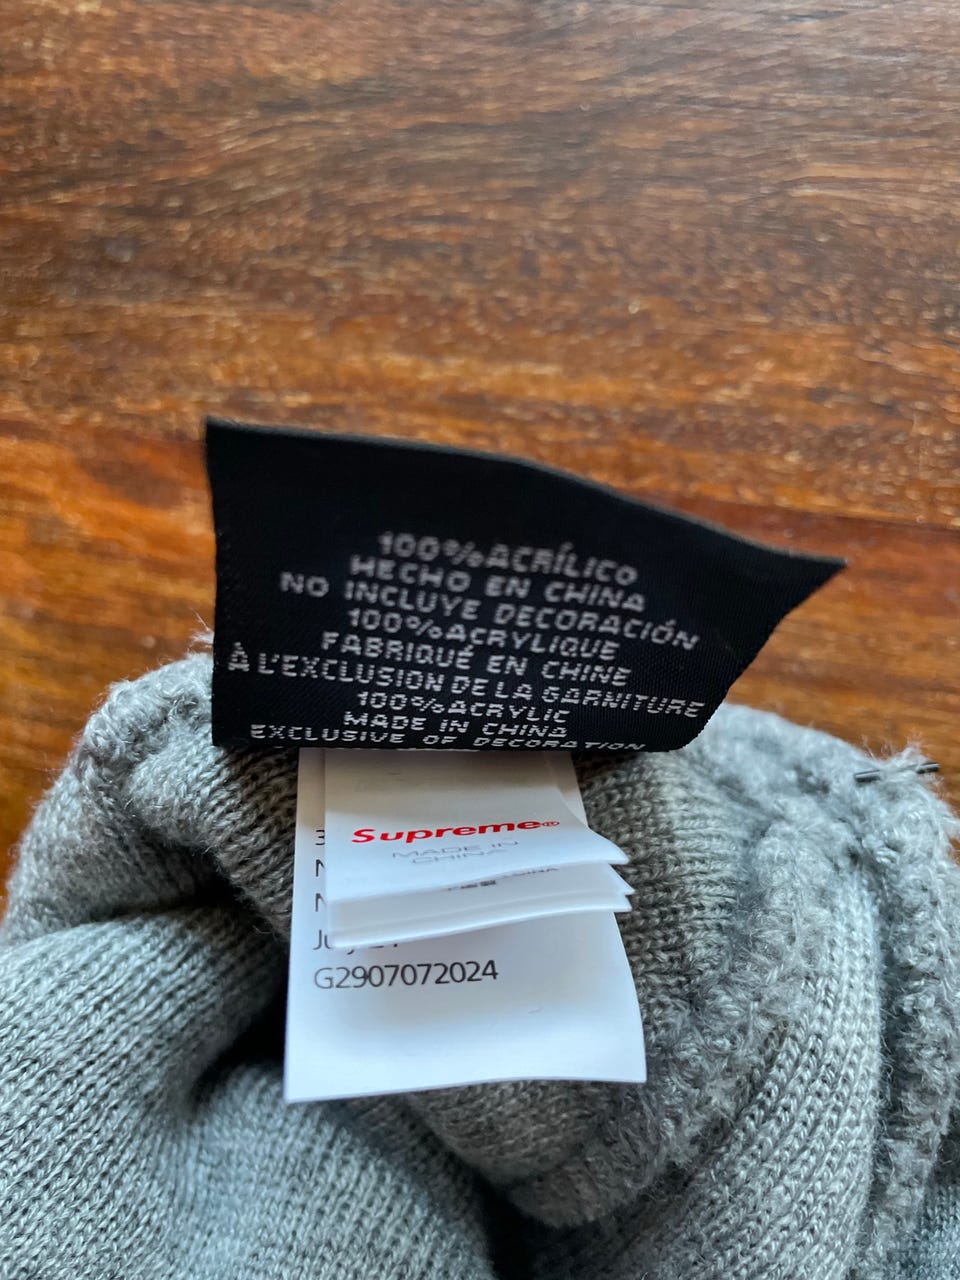 100%ACRÍLICO
HECHO EN CHINA
NO INCLUYE DECORACIÓN
100%ACRYLIQUE
FABRIQUÉ EN CHINE
À L'EXCLUSION DE LA GARNITURE
100%ACRYLIC
MADE IN CHINA
EXCLUSIVE OF DECORATION
Supreme®
MADE IN
CHINA
G2907072024